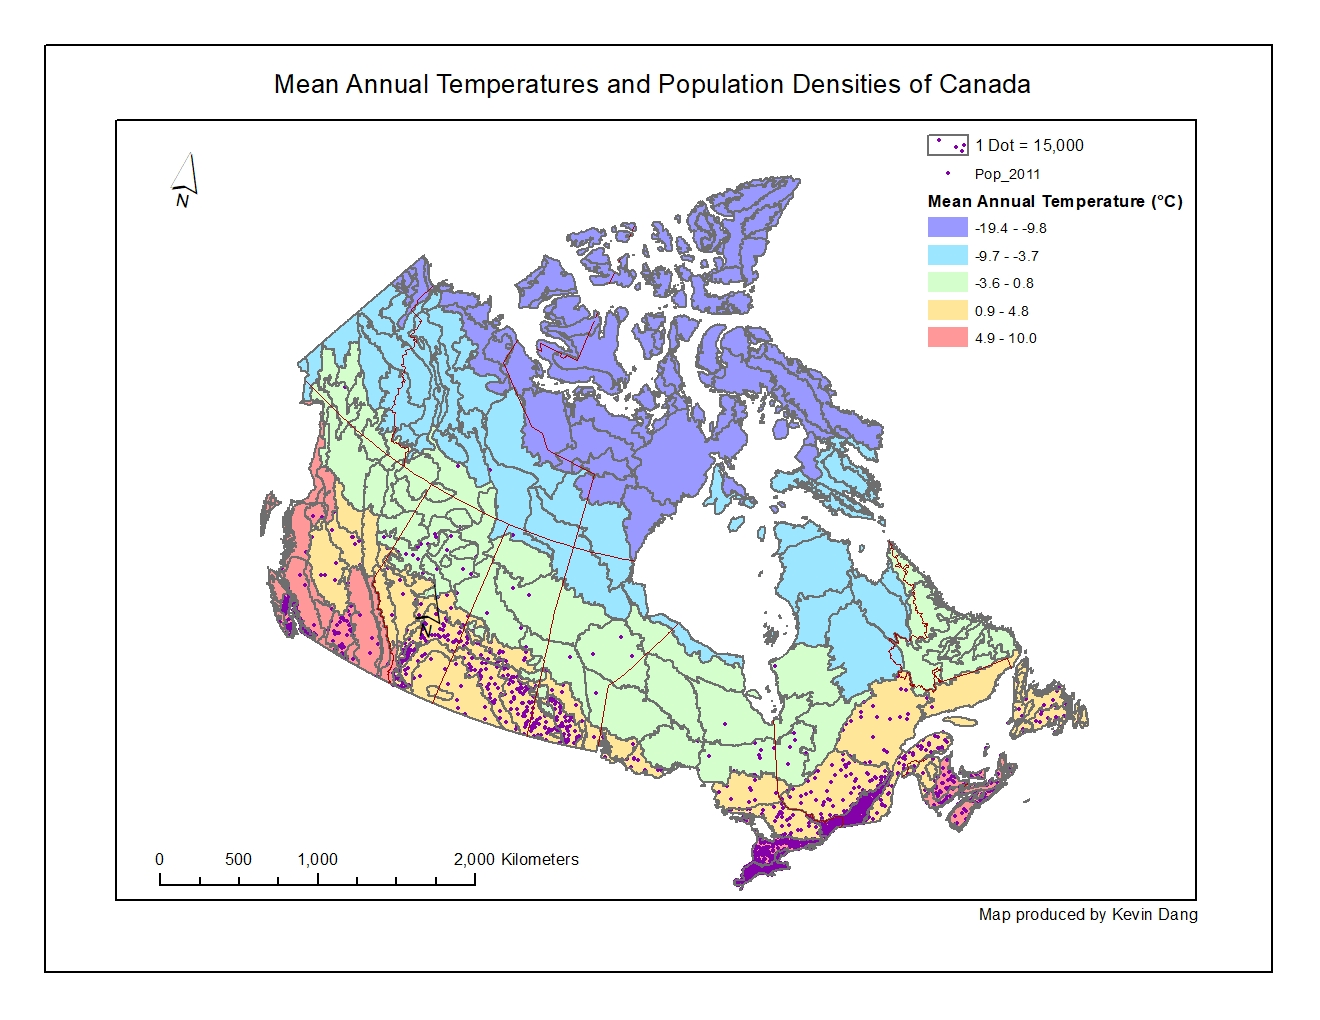 Mean Annual Temperatures and Population Densities of Canada
1 Dot = 15,000
Pop_2011
Mean Annual Temperature (°C)
-19.4 - -9.8
-9.7 - -3.7
-3.6 - 0.8
0.9 - 4.8
4.9 - 10.0
N
N
0 500 1,000 2,000 Kilometers
Map produced by Kevin Dang